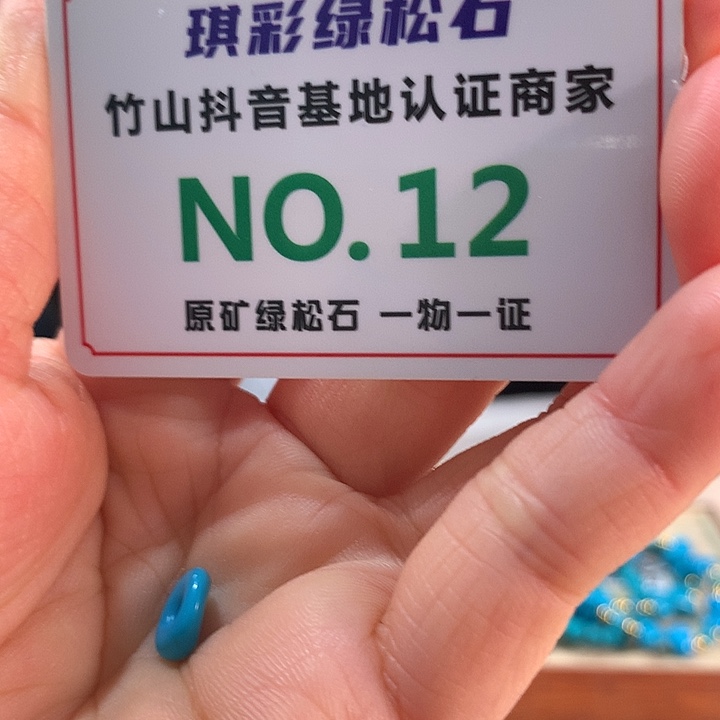 琪彩绿松石
竹山抖音基地认证商家
NO.12
原矿绿松石 一物一证